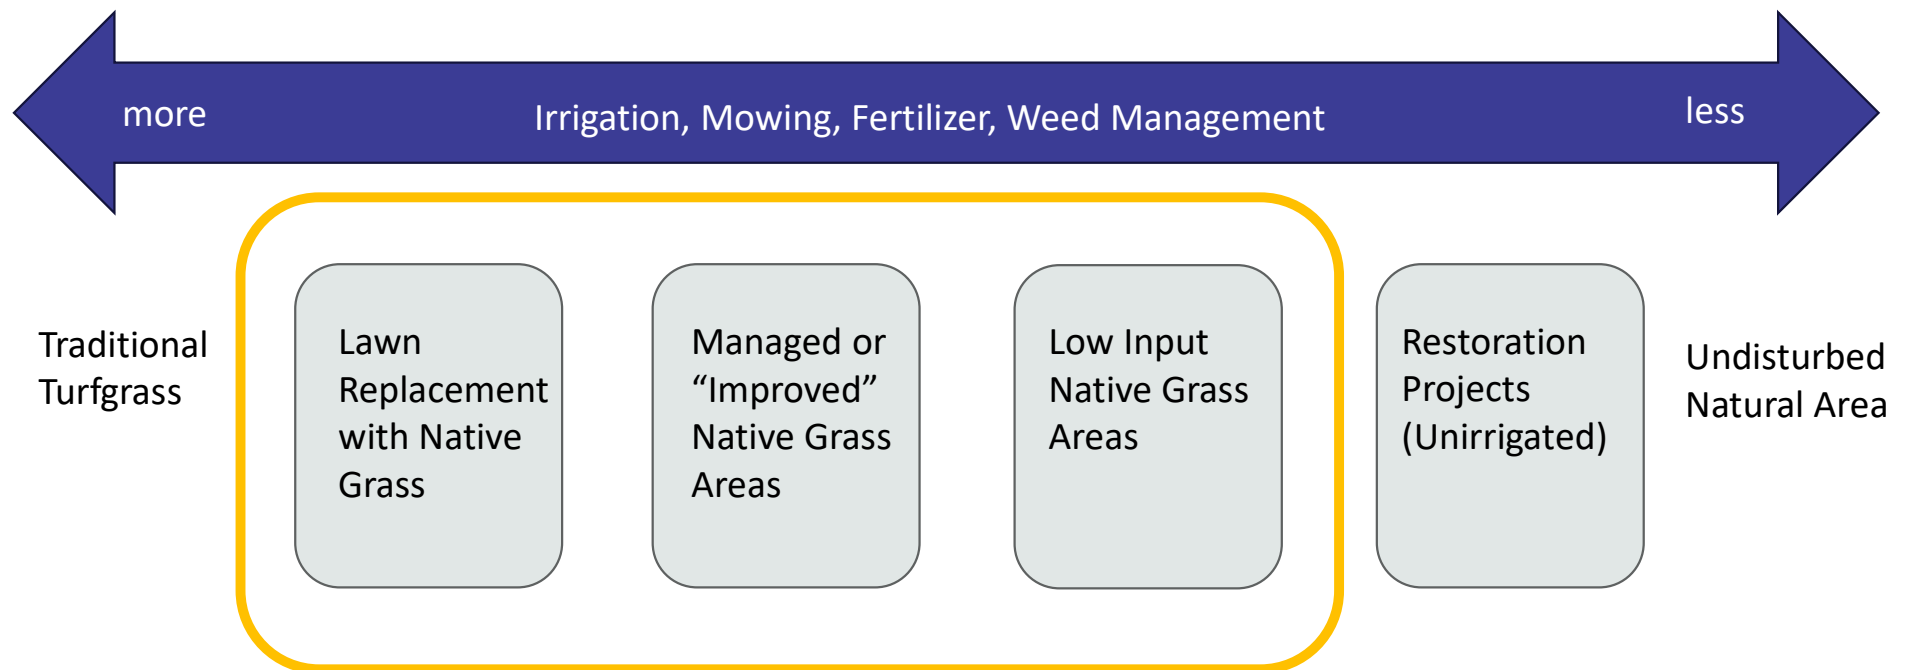 more
Irrigation, Mowing, Fertilizer, Weed Management
less
Traditional
Turfgrass
Lawn
Replacement
with Native
Grass
Managed or
“Improved”
Native Grass
Areas
Low Input
Native Grass
Areas
Restoration
Projects
(Unirrigated)
Undisturbed
Natural Area